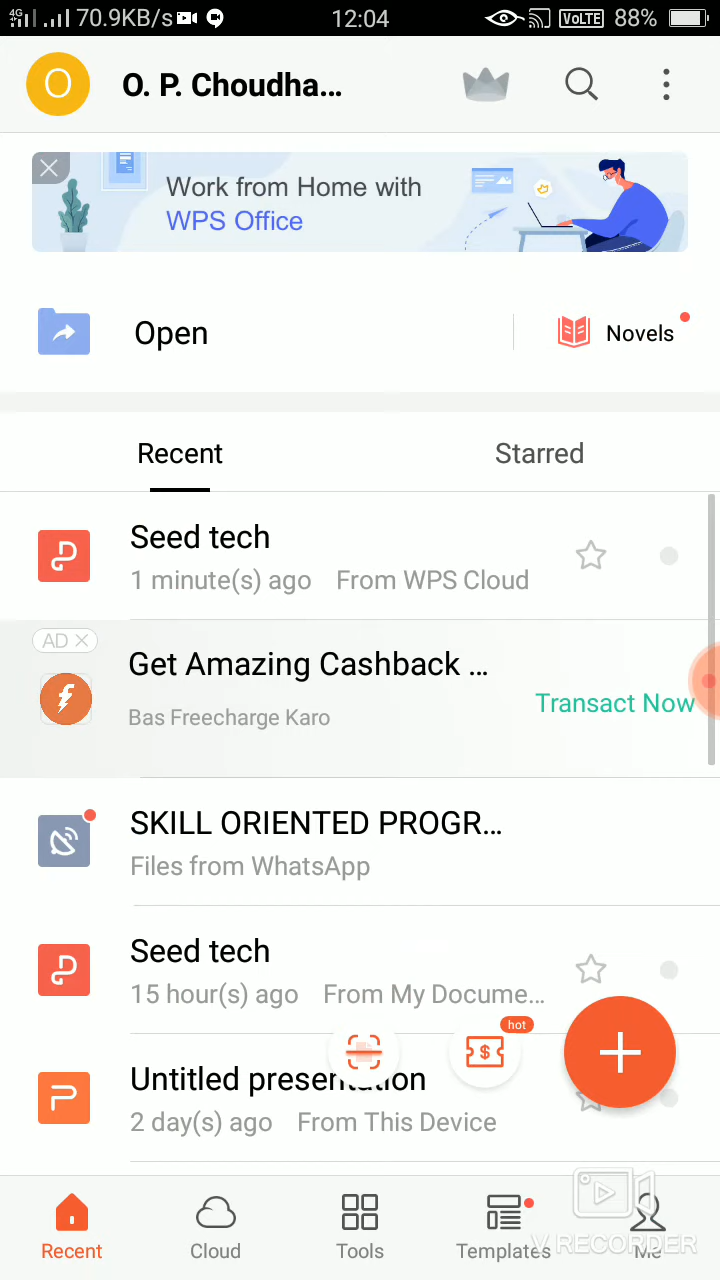 4G 70.9KB/s 12:04 VoLTE 88%
O
O. P. Choudha...
Work from Home with
WPS Office
Open
Novels
Recent
Starred
Seed tech
1 minute(s) ago From WPS Cloud
AD
Get Amazing Cashback ...
Transact Now
Bas Freecharge Karo
SKILL ORIENTED PROGR...
Files from WhatsApp
Seed tech
15 hour(s) ago From My Docume...
hot
Untitled presentation
2 day(s) ago From This Device
Recent
Cloud
Tools
Templates
Me
V RECORDER